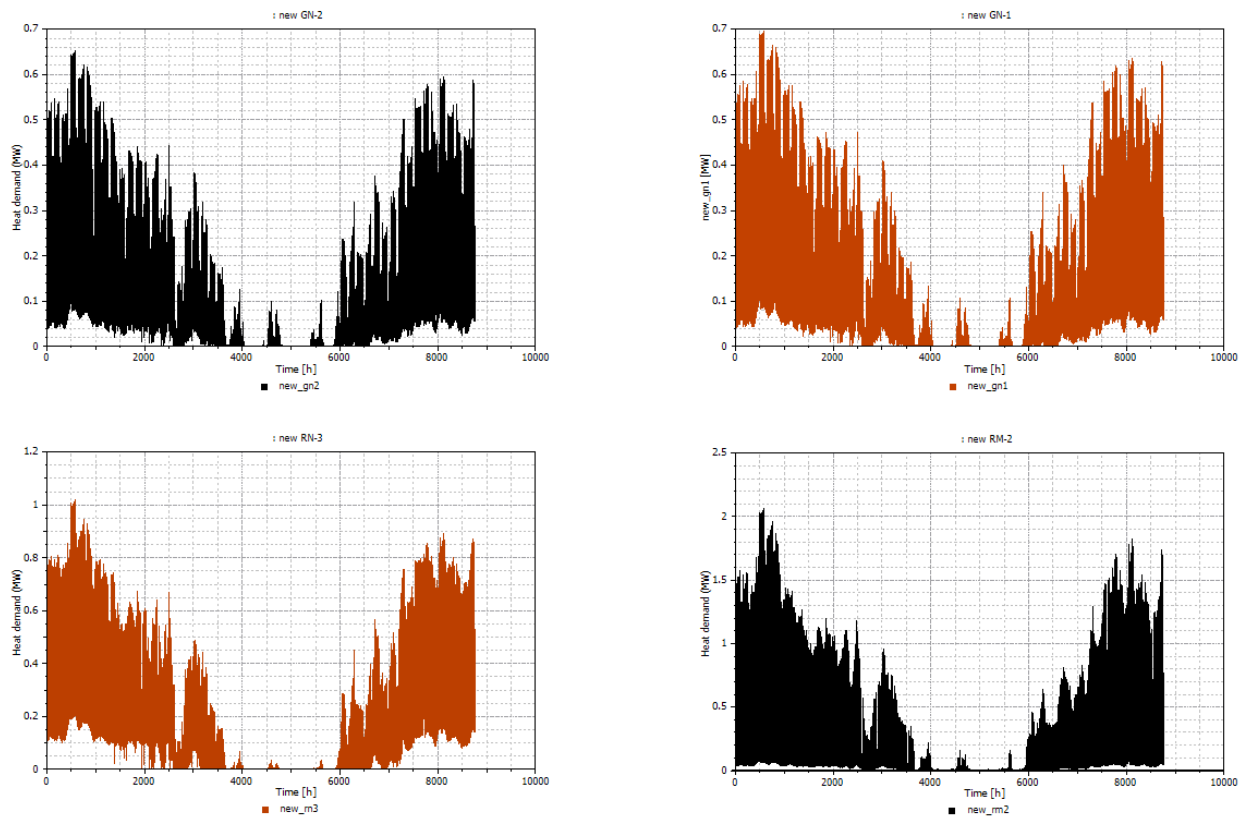 : new GN-2
0.7
0.6
0.5
0.4
0.3
0.2
0.1
0
Heat demand (MW)
0 2000 4000 6000 8000 10000
Time [h]
new_gn2
: new GN-1
0.7
0.6
0.5
0.4
0.3
0.2
0.1
0
new_gn1 [MW]
0 2000 4000 6000 8000 10000
Time [h]
new_gn1
: new RN-3
1.2
1
0.8
0.6
0.4
0.2
0
Heat demand (MW)
0 2000 4000 6000 8000 10000
Time [h]
new_rn3
: new RM-2
2.5
2
1.5
1
0.5
0
Heat demand (MW)
0 2000 4000 6000 8000 10000
Time [h]
new_rm2